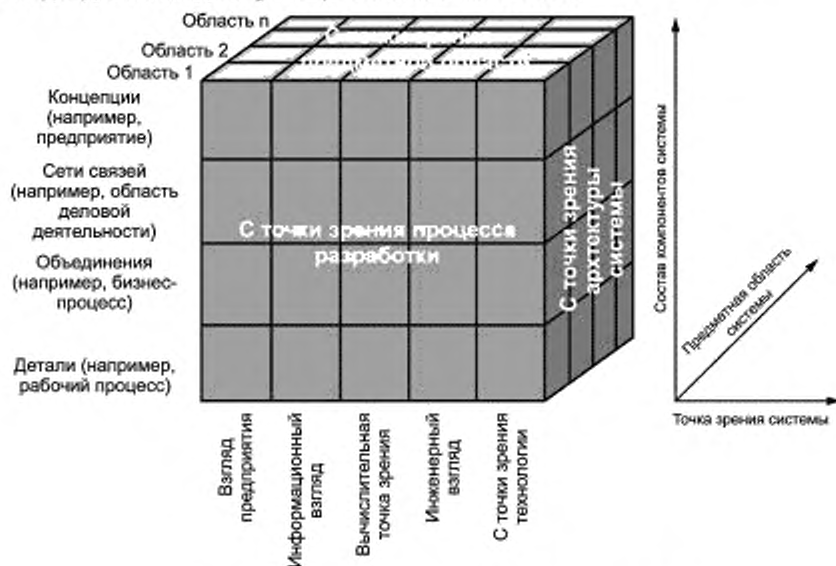 Область n
Область 2
Область 1
Концепции
(например,
предприятие)
Сети связей
(например, область
деловой
деятельности)
Объединения
(например, бизнес-
процесс)
Детали (например,
рабочий процесс)
С точки зрения процесса
разработки
С точки зрения
архтектуры
системы
Взгляд
предприятия
Информационный
взгляд
Вычислительная
точка зрения
Инженерный
взгляд
С точки зрения
технологии
Состав компонентов системы
Предметная область
системы
Точка зрения системы